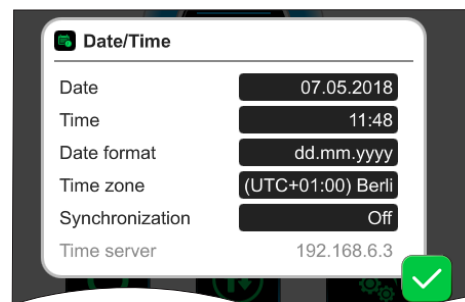 Date/Time
Date 07.05.2018
Time 11:48
Date format dd.mm.yyyy
Time zone (UTC+01:00) Berli
Synchronization Off
Time server 192.168.6.3